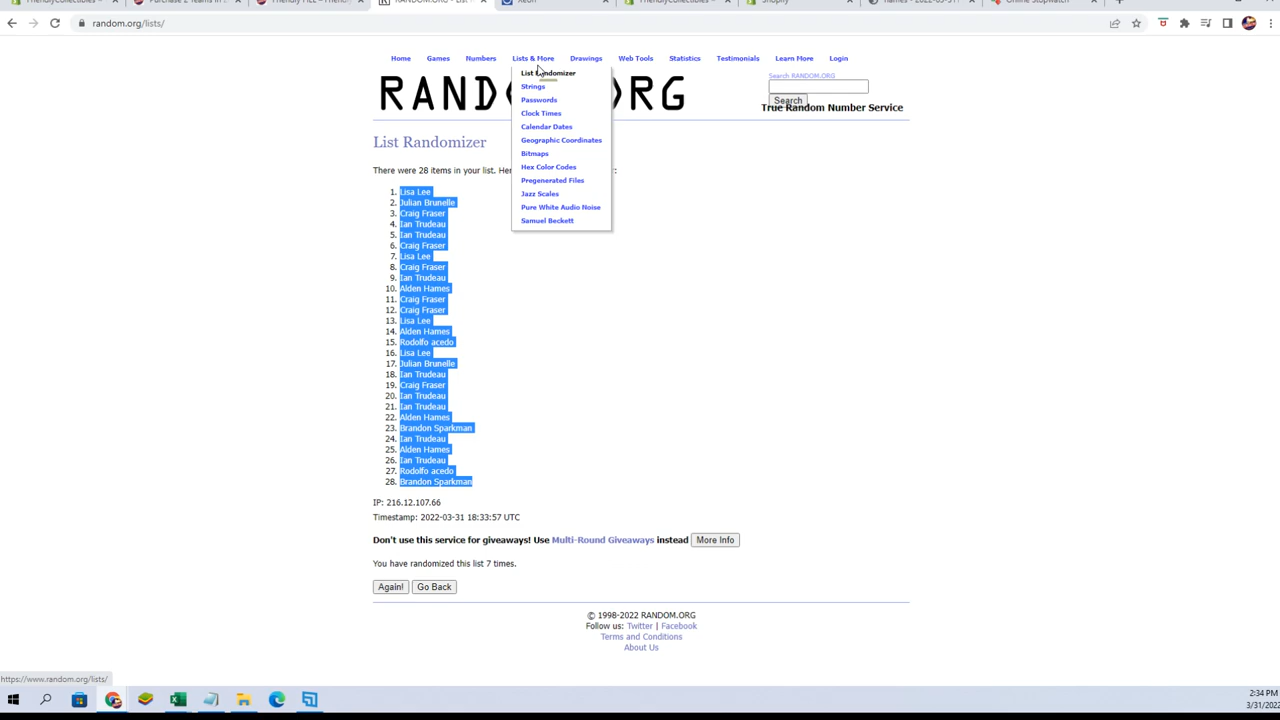 random.org/lists/
Home Games Numbers Lists & More Drawings Web Tools Statistics Testimonials Learn More Login
List Randomizer
Strings
Passwords
Clock Times
Calendar Dates
Geographic Coordinates
Bitmaps
Hex Color Codes
Pregenerated Files
Jazz Scales
Pure White Audio Noise
Samuel Beckett
Search RANDOM.ORG
Search
True Random Number Service
List Randomizer
There were 28 items in your list.
1. Lisa Lee
2. Julian Brunelle
3. Craig Fraser
4. Ian Trudeau
5. Ian Trudeau
6. Craig Fraser
7. Lisa Lee
8. Craig Fraser
9. Ian Trudeau
10. Alden Hames
11. Craig Fraser
12. Craig Fraser
13. Lisa Lee
14. Alden Hames
15. Rodolfo acedo
16. Lisa Lee
17. Julian Brunelle
18. Ian Trudeau
19. Craig Fraser
20. Ian Trudeau
21. Ian Trudeau
22. Alden Hames
23. Brandon Sparkman
24. Ian Trudeau
25. Alden Hames
26. Ian Trudeau
27. Rodolfo acedo
28. Brandon Sparkman
IP: 216.12.107.66
Timestamp: 2022-03-31 18:33:57 UTC
Don't use this service for giveaways! Use Multi-Round Giveaways instead More Info
You have randomized this list 7 times.
Again! Go Back
© 1998-2022 RANDOM.ORG
Follow us: Twitter | Facebook
Terms and Conditions
About Us
https://www.random.org/lists/
2:34 PM